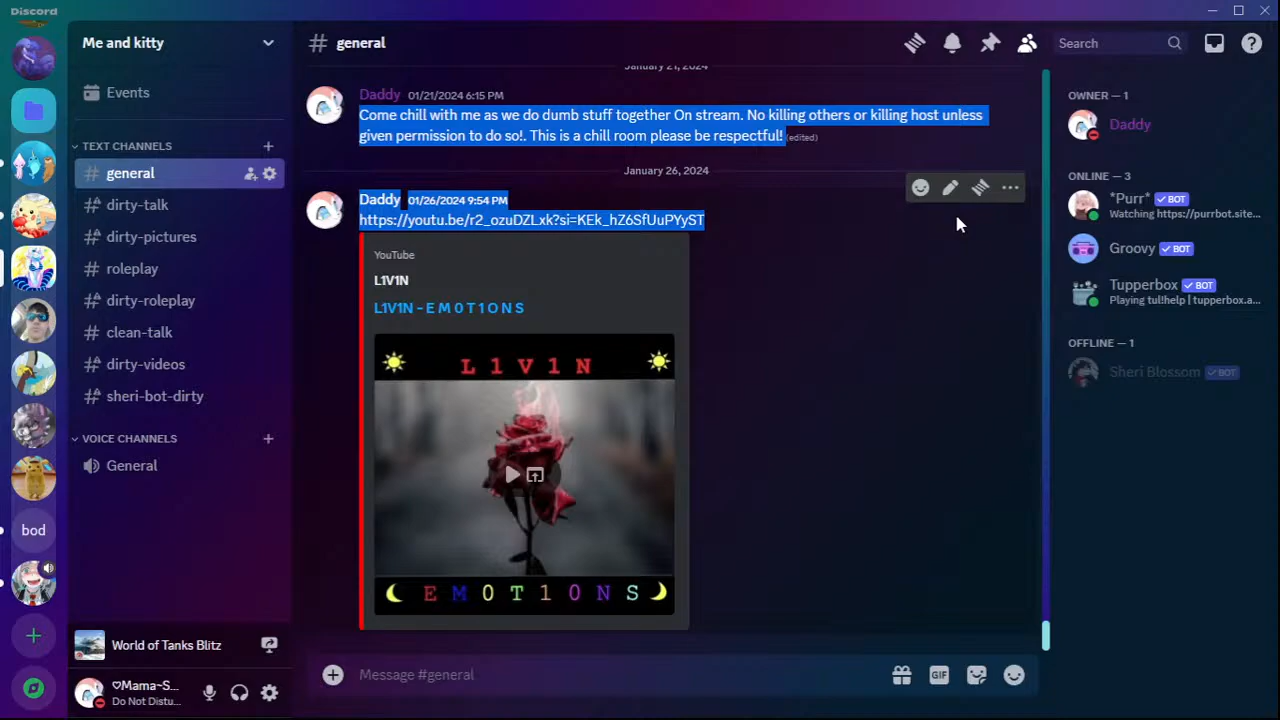 Discord
Me and kitty
Events
TEXT CHANNELS
general
dirty-talk
dirty-pictures
roleplay
dirty-roleplay
clean-talk
dirty-videos
sheri-bot-dirty
VOICE CHANNELS
General
bod
World of Tanks Blitz
♡Mama~S...
Do Not Distu...
# general
Search
January 21, 2024
Daddy 01/21/2024 6:15 PM
Come chill with me as we do dumb stuff together On stream. No killing others or killing host unless
given permission to do so!. This is a chill room please be respectful! (edited)
January 26, 2024
Daddy 01/26/2024 9:54 PM
https://youtu.be/r2_ozuDZLxk?si=KEk_hZ6SfUuPYyST
YouTube
L1V1N
L1V1N - E M 0 T 1 O N S
L 1 V 1 N
E M 0 T 1 0 N S
Message #general
GIF
OWNER — 1
Daddy
ONLINE — 3
*Purr* BOT
Watching https://purrbot.site...
Groovy BOT
Tupperbox BOT
Playing tul!help | tupperbox.a...
OFFLINE — 1
Sheri Blossom BOT